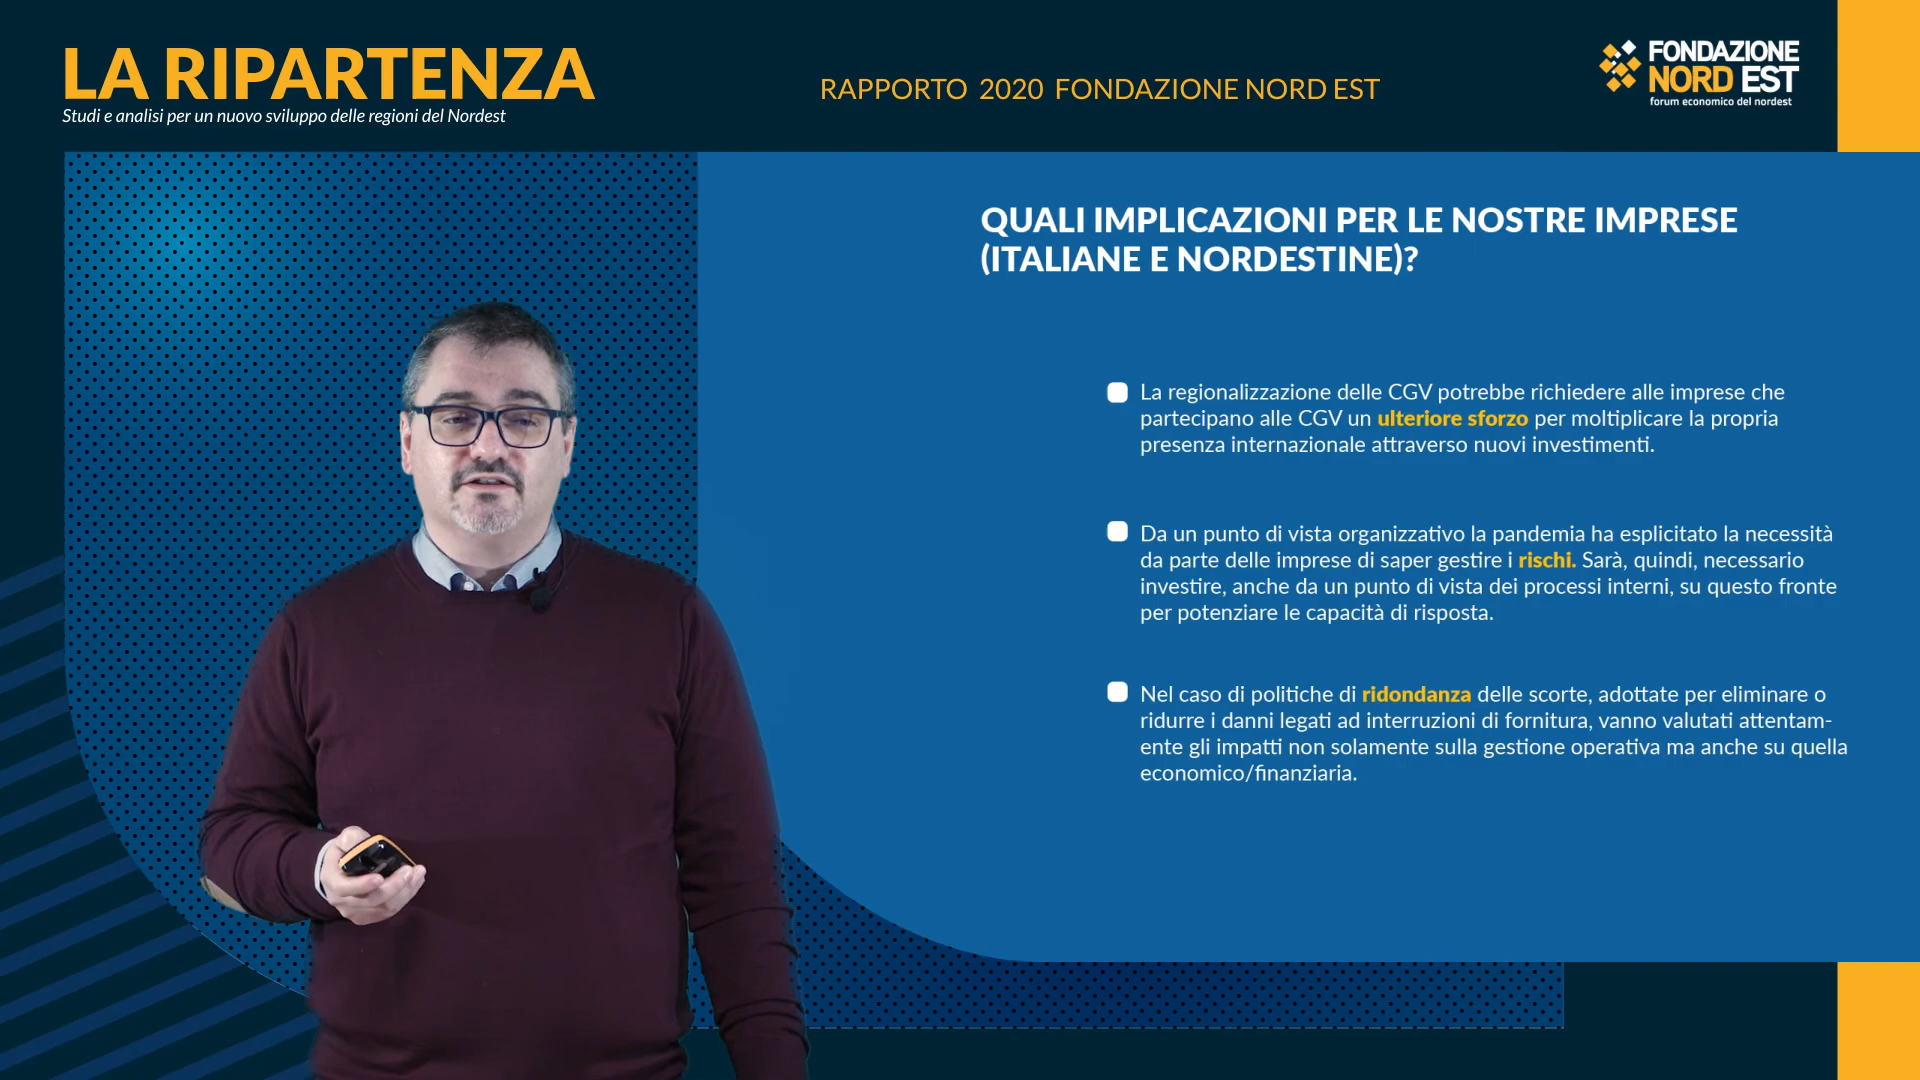 LA RIPARTENZA
Studi e analisi per un nuovo sviluppo delle regioni del Nordest
RAPPORTO 2020 FONDAZIONE NORD EST
FONDAZIONE
NORD EST
forum economico del nordest
QUALI IMPLICAZIONI PER LE NOSTRE IMPRESE
(ITALIANE E NORDESTINE)?
La regionalizzazione delle CGV potrebbe richiedere alle imprese che
partecipano alle CGV un ulteriore sforzo per moltiplicare la propria
presenza internazionale attraverso nuovi investimenti.
Da un punto di vista organizzativo la pandemia ha esplicitato la necessità
da parte delle imprese di saper gestire i rischi. Sarà, quindi, necessario
investire, anche da un punto di vista dei processi interni, su questo fronte
per potenziare le capacità di risposta.
Nel caso di politiche di ridondanza delle scorte, adottate per eliminare o
ridurre i danni legati ad interruzioni di fornitura, vanno valutati attentam-
ente gli impatti non solamente sulla gestione operativa ma anche su quella
economico/finanziaria.